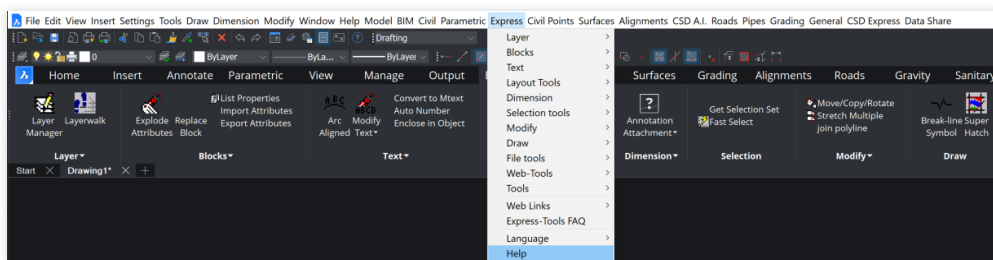 File Edit View Insert Settings Tools Draw Dimension Modify Window Help Model BIM Civil Parametric Express Civil Points Surfaces Alignments CSD A.I. Roads Pipes Grading General CSD Express Data Share
Drafting
0 ByLayer ByLa... ByLayer
Home Insert Annotate Parametric View Manage Output Surfaces Grading Alignments Roads Gravity Sanitary
Layer
Blocks
Text
Layout Tools
Dimension
Selection tools
Modify
Draw
File tools
Web-Tools
Tools
Web Links
Express-Tools FAQ
Language
Help
Layer Manager
Layerwalk
Explode Attributes
Replace Block
List Properties
Import Attributes
Export Attributes
ABC
Arc Aligned
ABCD
Modify Text
Convert to Mtext
Auto Number
Enclose in Object
?
Annotation Attachment
Get Selection Set
Fast Select
Move/Copy/Rotate
Stretch Multiple
join polyline
Break-line Symbol
Super Hatch
Layer Blocks Text Dimension Selection Modify Draw
Start Drawing1*